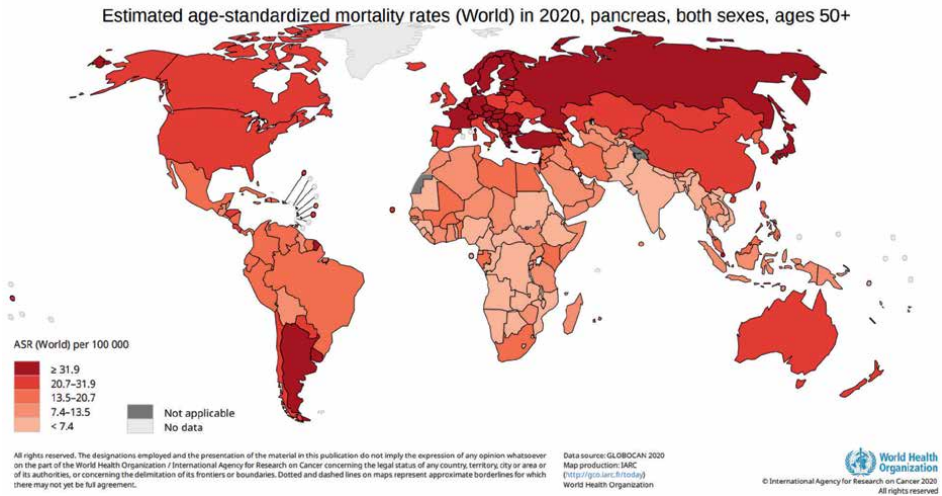 Estimated age-standardized mortality rates (World) in 2020, pancreas, both sexes, ages 50+
ASR (World) per 100 000
≥ 31.9
20.7–31.9
13.5–20.7
7.4–13.5
< 7.4
Not applicable
No data
All rights reserved. The designations employed and the presentation of the material in this publication do not imply the expression of any opinion whatsoever
on the part of the World Health Organization / International Agency for Research on Cancer concerning the legal status of any country, territory, city or area or
of its authorities, or concerning the delimitation of its frontiers or boundaries. Dotted and dashed lines on maps represent approximate borderlines for which
there may not yet be full agreement.
Data source: GLOBOCAN 2020
Map production: IARC
(http://gco.iarc.fr/today)
World Health Organization
World Health
Organization
© International Agency for Research on Cancer 2020
All rights reserved